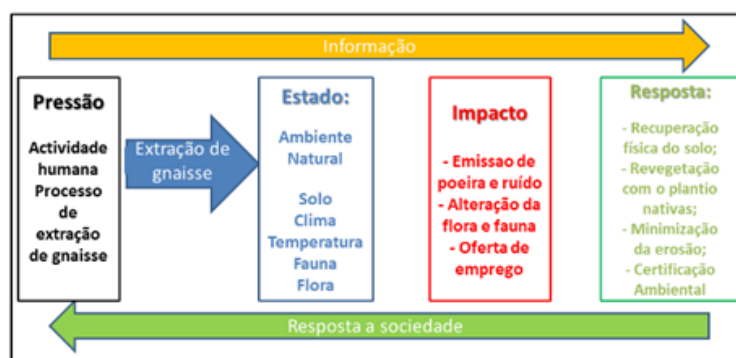 Informação
Pressão
Actividade
humana
Processo
de
extração
de gnaisse
Extração de
gnaisse
Estado:
Ambiente
Natural
Solo
Clima
Temperatura
Fauna
Flora
Impacto
- Emissao de
poeira e ruído
- Alteração da
flora e fauna
- Oferta de
emprego
Resposta:
- Recuperação
física do solo;
- Revegetação
com o plantio
nativas;
- Minimização
da erosão;
- Certificação
Ambiental
Resposta a sociedade